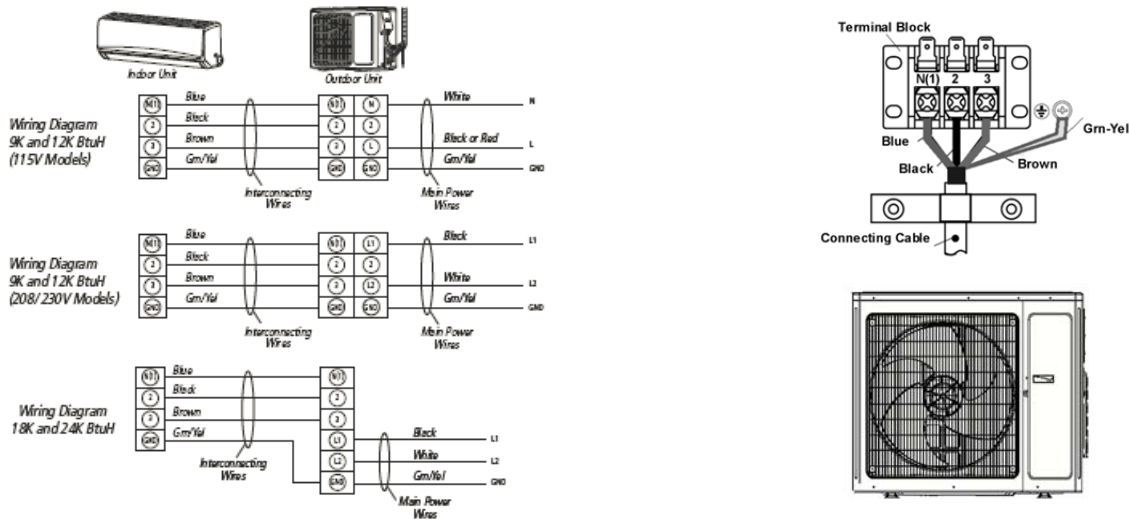 Indoor Unit
Outdoor Unit
Wiring Diagram
9K and 12K BtuH
(115V Models)
N(1)
2
3
GND
Blue
Black
Brown
Grn/Yel
Interconnecting
Wires
N(1) N
2 2
3 L
GND GND
White
Black or Red
Grn/Yel
N
L
GND
Main Power
Wires
Wiring Diagram
9K and 12K BtuH
(208/230V Models)
N(1)
2
3
GND
Blue
Black
Brown
Grn/Yel
Interconnecting
Wires
N(1) L1
2 2
3 L2
GND GND
Black
White
Grn/Yel
L1
L2
GND
Main Power
Wires
Wiring Diagram
18K and 24K BtuH
N(1)
2
3
GND
Blue
Black
Brown
Grn/Yel
Interconnecting
Wires
N(1)
2
3
L1
L2
GND
Black
White
Grn/Yel
L1
L2
GND
Main Power
Wires
Terminal Block
N(1) 2 3
Blue
Black
Brown
Grn-Yel
Connecting Cable